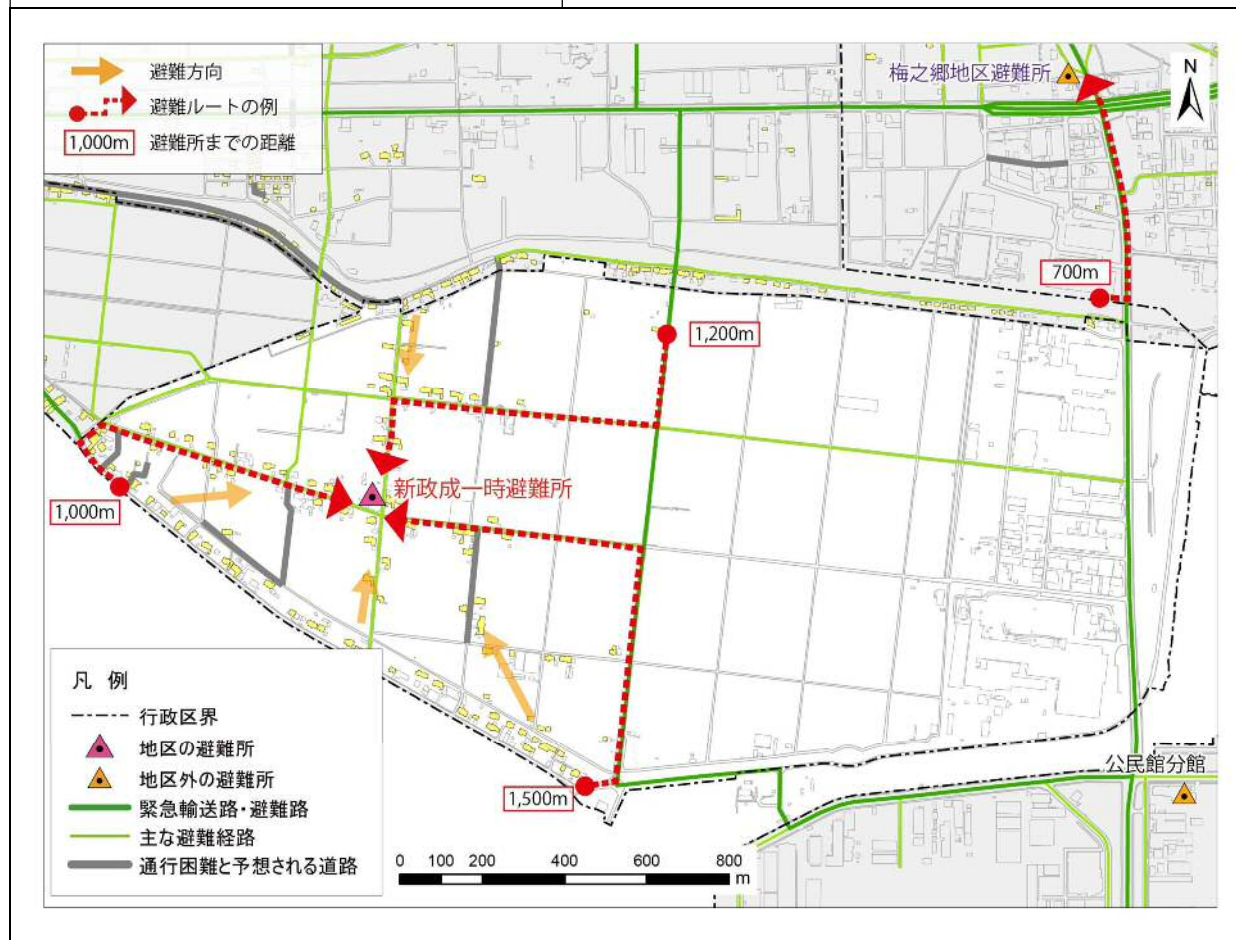 避難方向
避難ルートの例
1,000m 避難所までの距離
梅之郷地区避難所
N
700m
1,200m
新政成一時避難所
1,000m
1,500m
公民館分館
凡 例
行政区界
地区の避難所
地区外の避難所
緊急輸送路・避難路
主な避難経路
通行困難と予想される道路
0 100 200 400 600 800
m